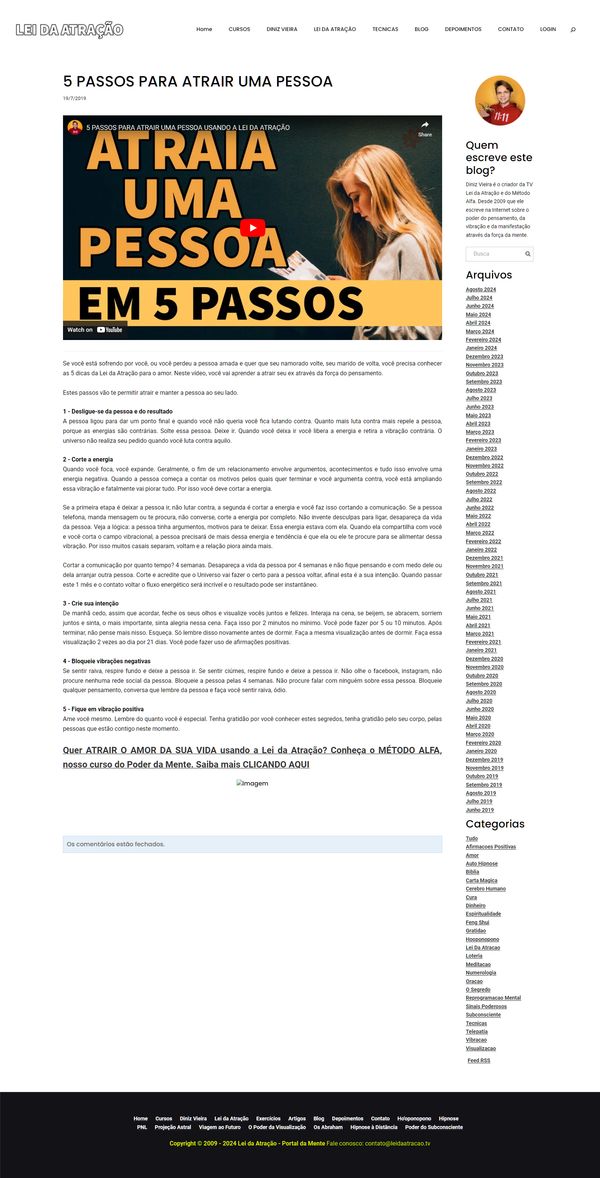 LEI DA ATRAÇÃO
Home CURSOS DINIZ VIEIRA LEI DA ATRAÇÃO TECNICAS BLOG DEPOIMENTOS CONTATO LOGIN
5 PASSOS PARA ATRAIR UMA PESSOA
19/7/2019
5 PASSOS PARA ATRAIR UMA PESSOA USANDO A LEI DA ATRAÇÃO
Share
ATRAIA
UMA
PESSOA
EM 5 PASSOS
Watch on YouTube
Se você está sofrendo por você, ou você perdeu a pessoa amada e quer que seu namorado volte, seu marido de volta, você precisa conhecer
as 5 dicas da Lei da Atração para o amor. Neste vídeo, você vai aprender a atrair seu ex através da força do pensamento.
Estes passos vão te permitir atrair e manter a pessoa ao seu lado.
1 - Desligue-se da pessoa e do resultado
A pessoa ligou para dar um ponto final e quando você não queria você fica lutando contra. Quanto mais luta contra mais repele a pessoa,
porque as energias são contrárias. Solte essa pessoa. Deixe ir. Quando você deixa ir você libera a energia e retira a vibração contrária. O
universo não realiza seu pedido quando você luta contra aquilo.
2 - Corte a energia
Quando você foca, você expande. Geralmente, o fim de um relacionamento envolve argumentos, acontecimentos e tudo isso envolve uma
energia negativa. Quando a pessoa começa a contar os motivos pelos quais quer terminar e você argumenta contra, você está ampliando
essa vibração e fatalmente vai piorar tudo. Por isso você deve cortar a energia.
Se a primeira etapa é deixar a pessoa ir, não lutar contra, a segunda é cortar a energia e você faz isso cortando a comunicação. Se a pessoa
telefona, manda mensagem ou te procura, não converse, corte a energia por completo. Não invente desculpas para ligar, desapareça da vida
da pessoa. Veja a lógica: a pessoa tinha argumentos, motivos para te deixar. Essa energia estava com ela. Quando ela compartilha com você
e você corta o campo vibracional, a pessoa precisará de mais dessa energia e tendência é que ela ou ele te procure para se alimentar dessa
vibração. Por isso muitos casais separam, voltam e a relação piora ainda mais.
Cortar a comunicação por quanto tempo? 4 semanas. Desapareça a vida da pessoa por 4 semanas e não fique pensando e com medo dele ou
dela arranjar outra pessoa. Corte e acredite que o Universo vai fazer o certo para a pessoa voltar, afinal esta é a sua intenção. Quando passar
este 1 mês e o contato voltar o fluxo energético será incrível e o resultado pode ser instantâneo.
3 - Crie sua intenção
De manhã cedo, assim que acordar, feche os seus olhos e visualize vocês juntos e felizes. Interaja na cena, se beijem, se abracem, sorriem
juntos e sinta, o mais importante, sinta alegria nessa cena. Faça isso por 2 minutos no mínimo. Você pode fazer por 5 ou 10 minutos. Após
terminar, não pense mais nisso. Esqueça. Só lembre disso novamente antes de dormir. Faça a mesma visualização antes de dormir. Faça essa
visualização 2 vezes ao dia por 21 dias. Você pode fazer uso de afirmações positivas.
4 - Bloqueie vibrações negativas
Se sentir raiva, respire fundo e deixe a pessoa ir. Se sentir ciúmes, respire fundo e deixe a pessoa ir. Não olhe o facebook, instagram, não
procure nenhuma rede social da pessoa. Bloqueie a pessoa pelas 4 semanas. Não procure falar com ninguém sobre essa pessoa. Bloqueie
qualquer pensamento, conversa que lembre da pessoa e faça você sentir raiva, ódio.
5 - Fique em vibração positiva
Ame você mesmo. Lembre do quanto você é especial. Tenha gratidão por você conhecer estes segredos, tenha gratidão pelo seu corpo, pelas
pessoas que estão contigo neste momento.
Quer ATRAIR O AMOR DA SUA VIDA usando a Lei da Atração? Conheça o MÉTODO ALFA,
nosso curso do Poder da Mente. Saiba mais CLICANDO AQUI
Imagem
Os comentários estão fechados.
11:11
Quem
escreve este
blog?
Diniz Vieira é o criador da TV
Lei da Atração e do Método
Alfa. Desde 2009 que ele
escreve na Internet sobre o
poder do pensamento, da
vibração e da manifestação
através da força da mente.
Busca
Arquivos
Agosto 2024
Julho 2024
Junho 2024
Maio 2024
Abril 2024
Março 2024
Fevereiro 2024
Janeiro 2024
Dezembro 2023
Novembro 2023
Outubro 2023
Setembro 2023
Agosto 2023
Julho 2023
Junho 2023
Maio 2023
Abril 2023
Março 2023
Fevereiro 2023
Janeiro 2023
Dezembro 2022
Novembro 2022
Outubro 2022
Setembro 2022
Agosto 2022
Julho 2022
Junho 2022
Maio 2022
Abril 2022
Março 2022
Fevereiro 2022
Janeiro 2022
Dezembro 2021
Novembro 2021
Outubro 2021
Setembro 2021
Agosto 2021
Julho 2021
Junho 2021
Maio 2021
Abril 2021
Março 2021
Fevereiro 2021
Janeiro 2021
Dezembro 2020
Novembro 2020
Outubro 2020
Setembro 2020
Agosto 2020
Julho 2020
Junho 2020
Maio 2020
Abril 2020
Março 2020
Fevereiro 2020
Janeiro 2020
Dezembro 2019
Novembro 2019
Outubro 2019
Setembro 2019
Agosto 2019
Julho 2019
Junho 2019
Categorias
Tudo
Afirmacoes Positivas
Amor
Auto Hipnose
Biblia
Carta Magica
Cerebro Humano
Cura
Dinheiro
Espiritualidade
Feng Shui
Gratidao
Hooponopono
Lei Da Atracao
Loteria
Meditacao
Numerologia
Oracao
O Segredo
Reprogramacao Mental
Sinais Poderosos
Subconsciente
Tecnicas
Telepatia
Vibracao
Visualizacao
Feed RSS
Home Cursos Diniz Vieira Lei da Atração Exercícios Artigos Blog Depoimentos Contato Ho'oponopono Hipnose
PNL Projeção Astral Viagem ao Futuro O Poder da Visualização Os Abraham Hipnose à Distância Poder do Subconsciente
Copyright © 2009 - 2024 Lei da Atração - Portal da Mente Fale conosco: contato@leidaatracao.tv